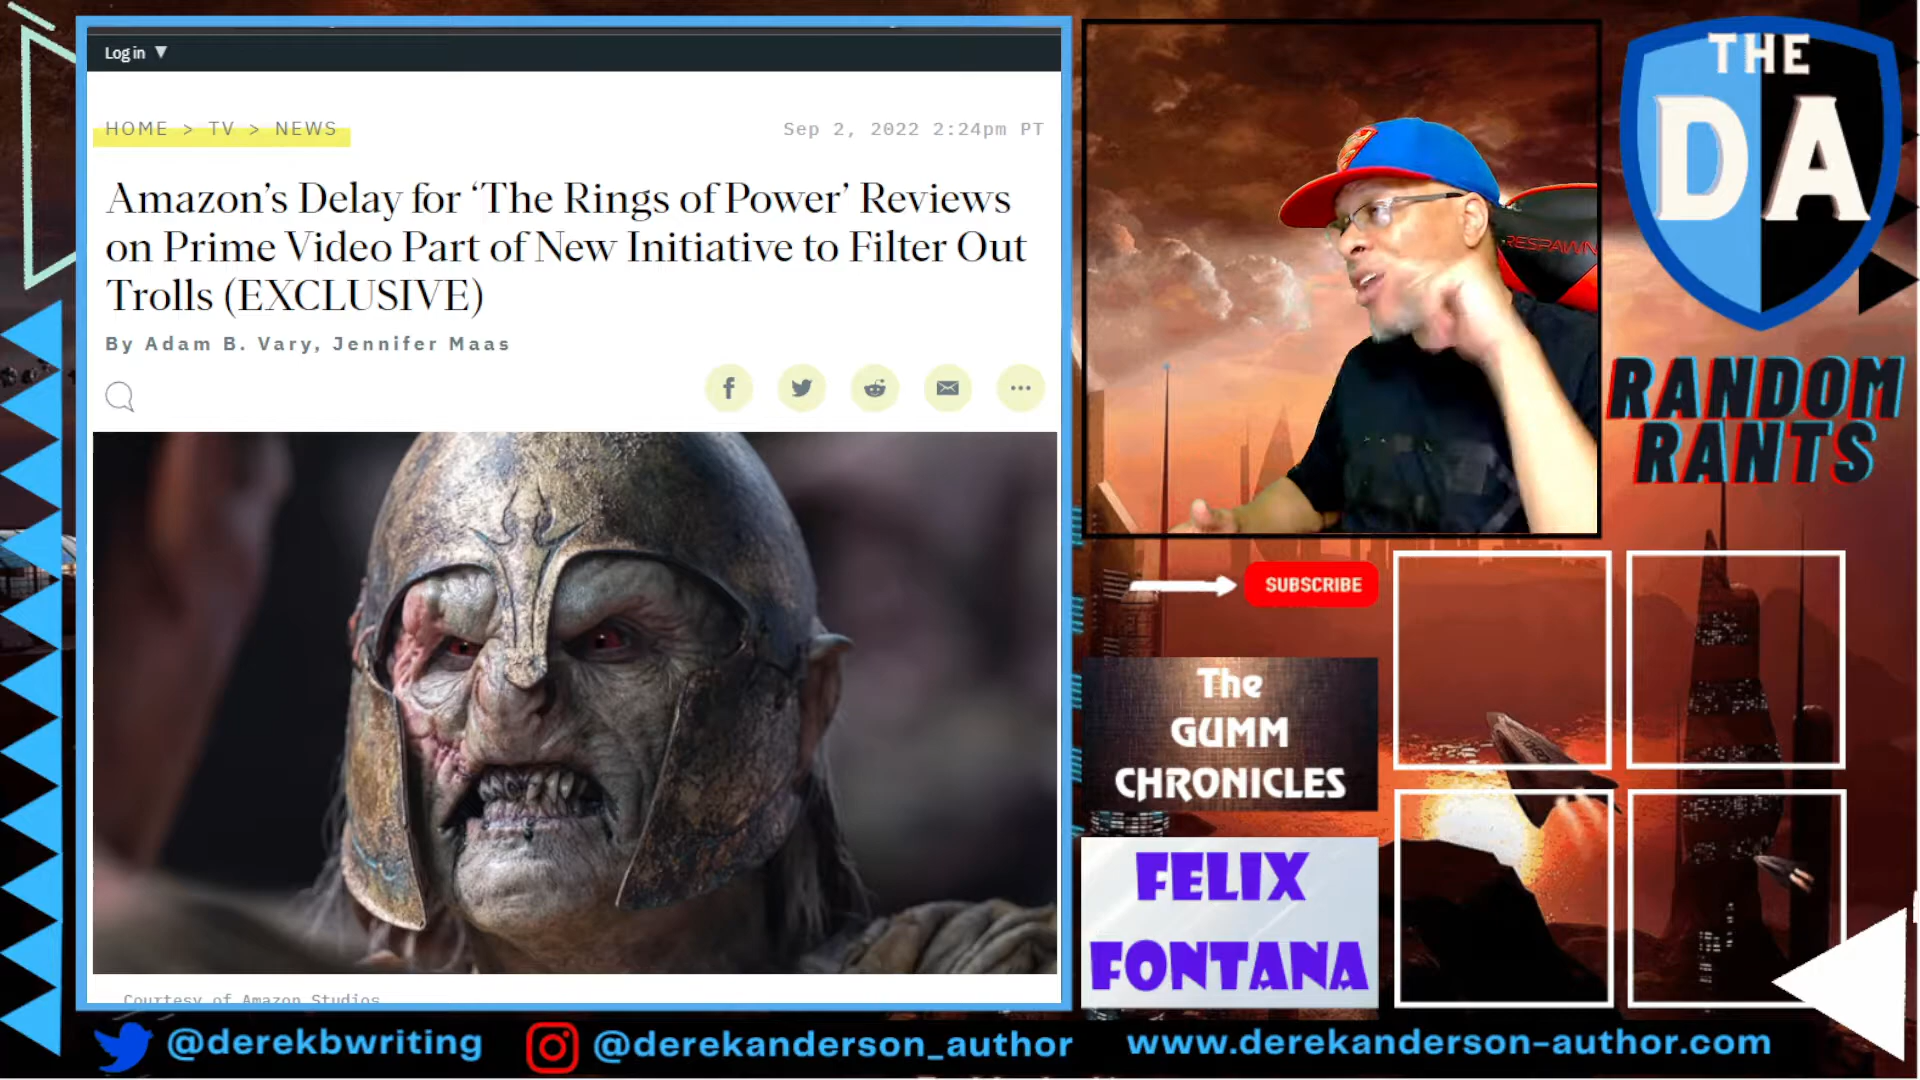 Log in ▼
HOME > TV > NEWS
Sep 2, 2022 2:24pm PT
Amazon’s Delay for ‘The Rings of Power’ Reviews
on Prime Video Part of New Initiative to Filter Out
Trolls (EXCLUSIVE)
By Adam B. Vary, Jennifer Maas
Courtesy of Amazon Studios
RESPAWN
THE
DA
RANDOM
RANTS
SUBSCRIBE
The
GUMM
CHRONICLES
FELIX
FONTANA
@derekbwriting
@derekanderson_author
www.derekanderson-author.com